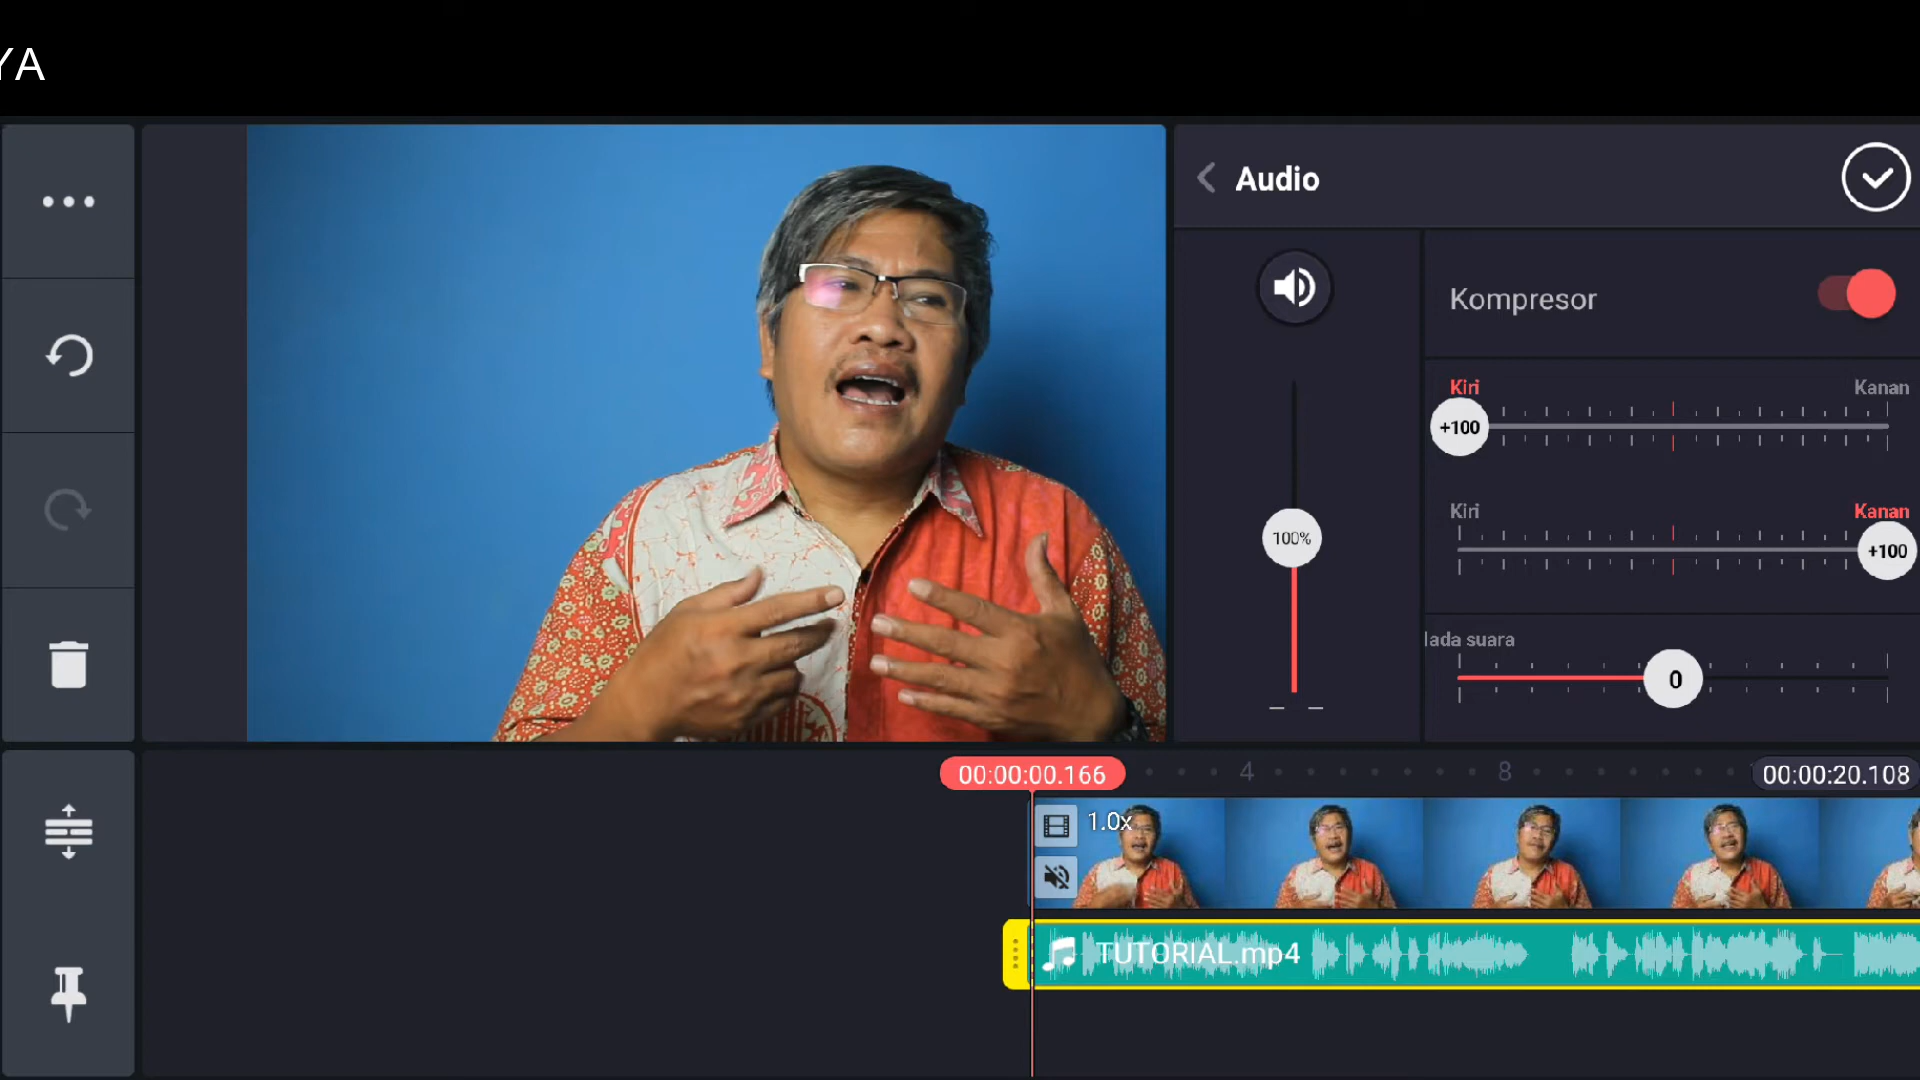 YA
Audio
Kompresor
Kiri
Kanan
+100
Kiri
Kanan
+100
100%
lada suara
0
00:00:00.166
4
8
00:00:20.108
1.0x
TUTORIAL.mp4